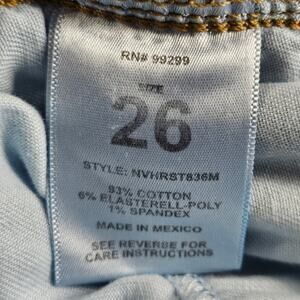 RN# 99299
SIZE
26
STYLE: NVHRST836M
93% COTTON
6% ELASTERELL-POLY
1% SPANDEX
MADE IN MEXICO
SEE REVERSE FOR
CARE INSTRUCTIONS